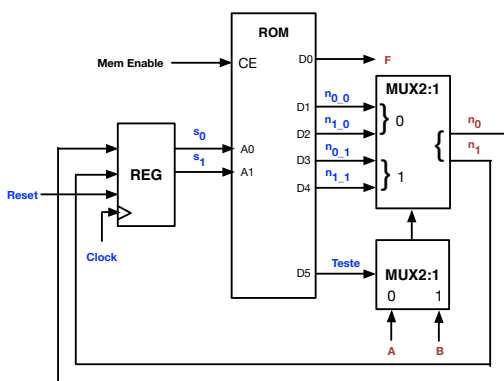 ROM
Mem Enable
CE
D0
F
MUX2:1
D1
n0_0
D2
n1_0
0
n0
n1
s0
A0
s1
A1
D3
n0_1
D4
n1_1
1
REG
Reset
Clock
D5
Teste
MUX2:1
0 1
A B